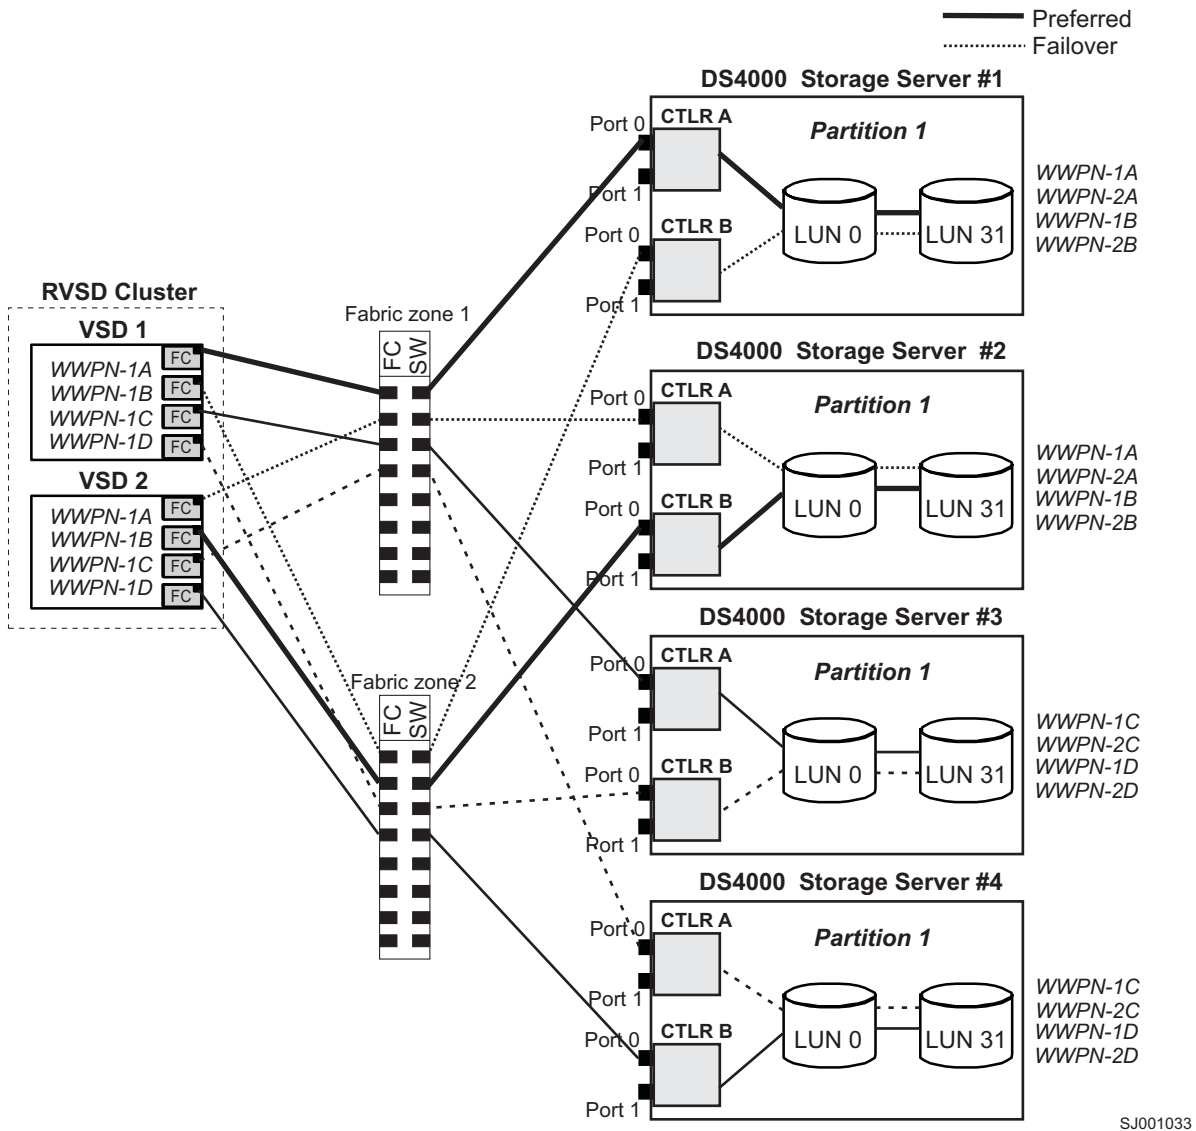 Preferred
Failover
DS4000 Storage Server #1
Port 0
CTLR A
Partition 1
Port 1
Port 0
CTLR B
LUN 0
LUN 31
Port 1
WWPN-1A
WWPN-2A
WWPN-1B
WWPN-2B
RVSD Cluster
VSD 1
WWPN-1A
FC
WWPN-1B
FC
WWPN-1C
FC
WWPN-1D
FC
VSD 2
WWPN-1A
FC
WWPN-1B
FC
WWPN-1C
FC
WWPN-1D
FC
Fabric zone 1
FC
SW
DS4000 Storage Server #2
Port 0
CTLR A
Partition 1
Port 1
Port 0
CTLR B
LUN 0
LUN 31
Port 1
WWPN-1A
WWPN-2A
WWPN-1B
WWPN-2B
Fabric zone 2
FC
SW
DS4000 Storage Server #3
Port 0
CTLR A
Partition 1
Port 1
Port 0
CTLR B
LUN 0
LUN 31
Port 1
WWPN-1C
WWPN-2C
WWPN-1D
WWPN-2D
DS4000 Storage Server #4
Port 0
CTLR A
Partition 1
Port 1
Port 0
CTLR B
LUN 0
LUN 31
Port 1
WWPN-1C
WWPN-2C
WWPN-1D
WWPN-2D
SJ001033